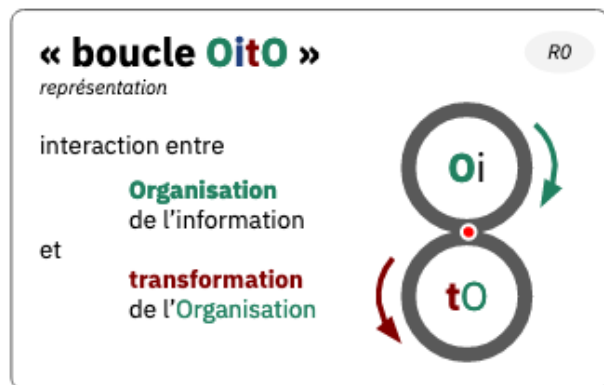 « boucle OitO »
R0
représentation
interaction entre
Organisation
de l’information
et
transformation
de l’Organisation
Oi
tO